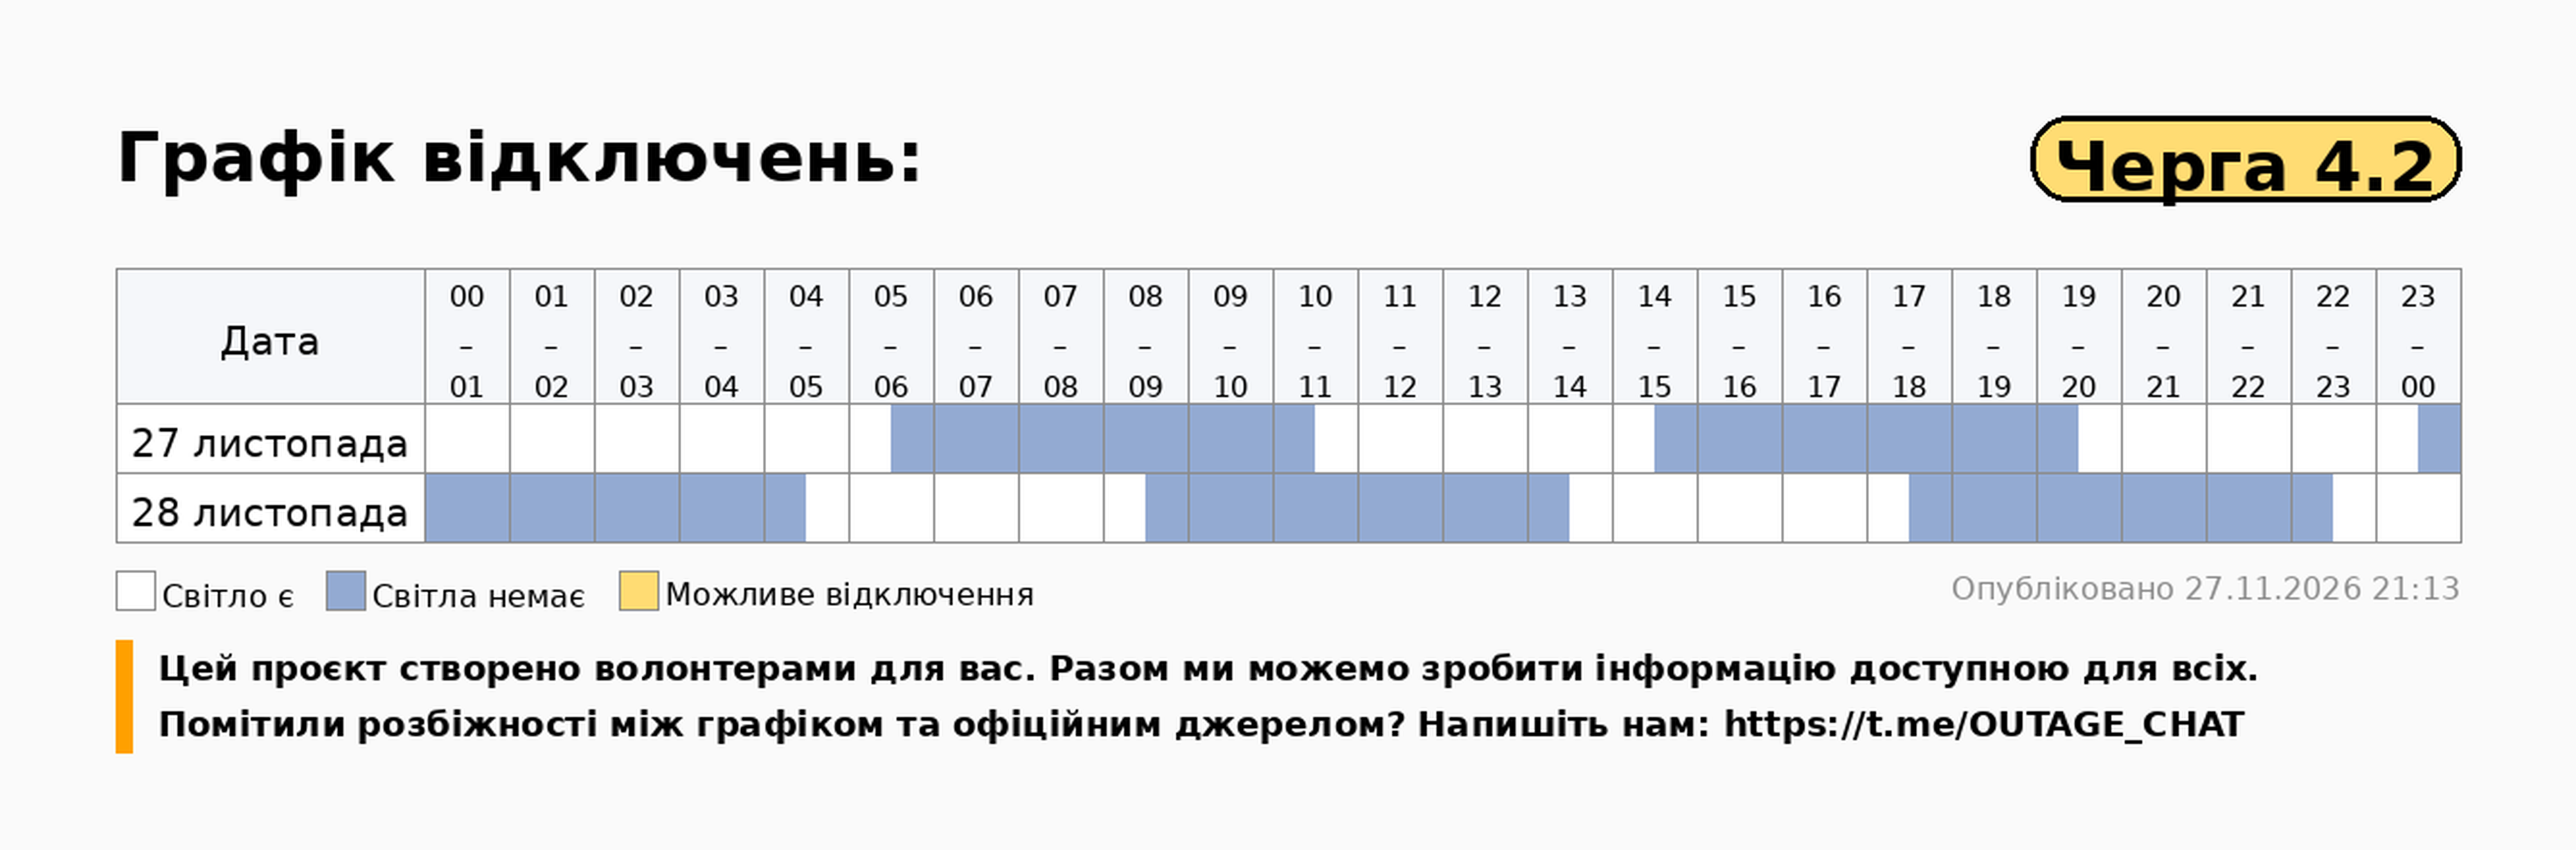 Графік відключень:
Черга 4.2
Дата
00 – 01
01 – 02
02 – 03
03 – 04
04 – 05
05 – 06
06 – 07
07 – 08
08 – 09
09 – 10
10 – 11
11 – 12
12 – 13
13 – 14
14 – 15
15 – 16
16 – 17
17 – 18
18 – 19
19 – 20
20 – 21
21 – 22
22 – 23
23 – 00
27 листопада
28 листопада
Світло є
Світла немає
Можливе відключення
Опубліковано 27.11.2026 21:13
Цей проєкт створено волонтерами для вас. Разом ми можемо зробити інформацію доступною для всіх.
Помітили розбіжності між графіком та офіційним джерелом? Напишіть нам: https://t.me/OUTAGE_CHAT